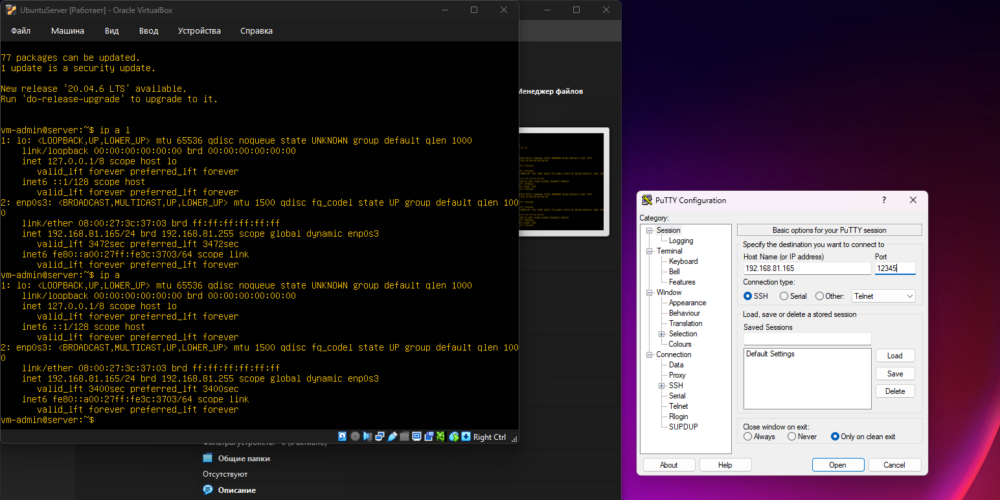 UbuntuServer [Работает] - Oracle VirtualBox
Файл Машина Вид Ввод Устройства Справка
77 packages can be updated.
1 update is a security update.
New release '20.04.6 LTS' available.
Run 'do-release-upgrade' to upgrade to it.
vm-admin@server:~$ ip a l
1: lo: <LOOPBACK,UP,LOWER_UP> mtu 65536 qdisc noqueue state UNKNOWN group default qlen 1000
link/loopback 00:00:00:00:00:00 brd 00:00:00:00:00:00
inet 127.0.0.1/8 scope host lo
valid_lft forever preferred_lft forever
inet6 ::1/128 scope host
valid_lft forever preferred_lft forever
2: enp0s3: <BROADCAST,MULTICAST,UP,LOWER_UP> mtu 1500 qdisc fq_codel state UP group default qlen 100
0
link/ether 08:00:27:3c:37:03 brd ff:ff:ff:ff:ff:ff
inet 192.168.81.165/24 brd 192.168.81.255 scope global dynamic enp0s3
valid_lft 3472sec preferred_lft 3472sec
inet6 fe80::a00:27ff:fe3c:3703/64 scope link
valid_lft forever preferred_lft forever
vm-admin@server:~$ ip a
1: lo: <LOOPBACK,UP,LOWER_UP> mtu 65536 qdisc noqueue state UNKNOWN group default qlen 1000
link/loopback 00:00:00:00:00:00 brd 00:00:00:00:00:00
inet 127.0.0.1/8 scope host lo
valid_lft forever preferred_lft forever
inet6 ::1/128 scope host
valid_lft forever preferred_lft forever
2: enp0s3: <BROADCAST,MULTICAST,UP,LOWER_UP> mtu 1500 qdisc fq_codel state UP group default qlen 100
0
link/ether 08:00:27:3c:37:03 brd ff:ff:ff:ff:ff:ff
inet 192.168.81.165/24 brd 192.168.81.255 scope global dynamic enp0s3
valid_lft 3400sec preferred_lft 3400sec
inet6 fe80::a00:27ff:fe3c:3703/64 scope link
valid_lft forever preferred_lft forever
vm-admin@server:~$
Right Ctrl
Менеджер файлов
Общие папки
Отсутствуют
Описание
PuTTY Configuration
?
Category:
Session
Logging
Terminal
Keyboard
Bell
Features
Window
Appearance
Behaviour
Translation
Selection
Colours
Connection
Data
Proxy
SSH
Serial
Telnet
Rlogin
SUPDUP
Basic options for your PuTTY session
Specify the destination you want to connect to
Host Name (or IP address) Port
192.168.81.165 12345
Connection type:
SSH Serial Other: Telnet
Load, save or delete a stored session
Saved Sessions
Default Settings
Load
Save
Delete
Close window on exit:
Always Never Only on clean exit
About Help Open Cancel